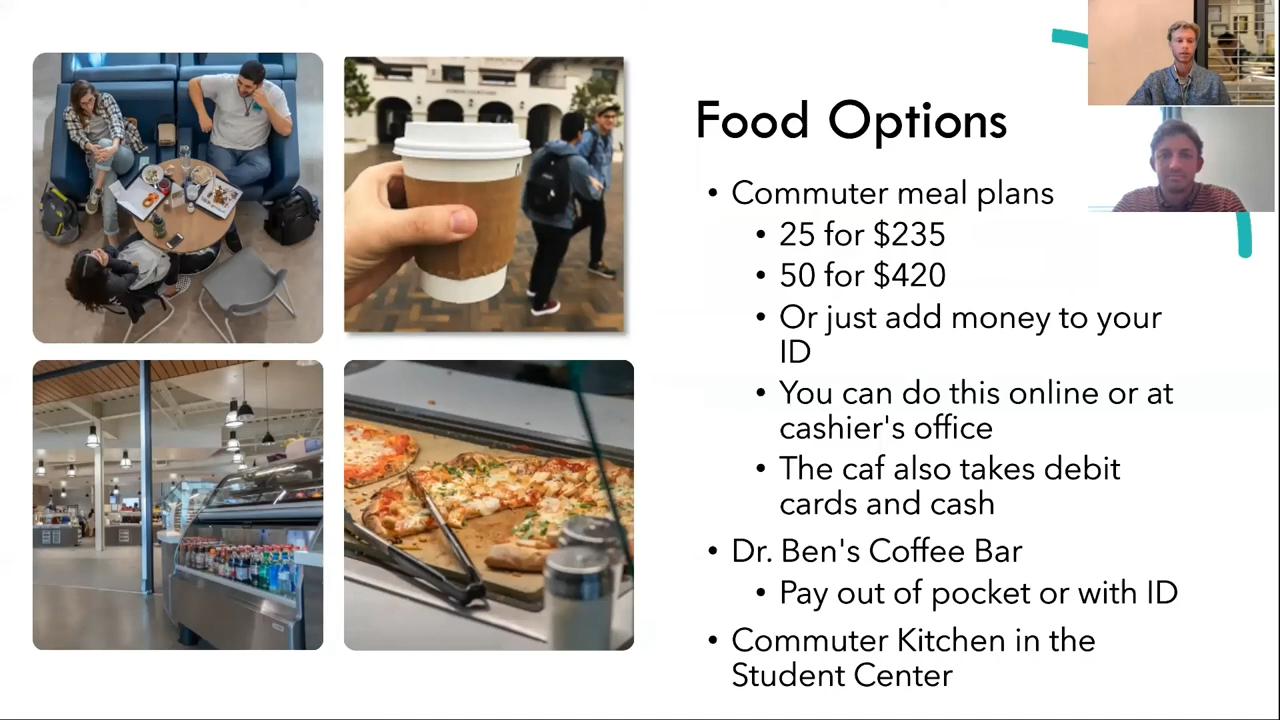 Food Options
• Commuter meal plans
• 25 for $235
• 50 for $420
• Or just add money to your
ID
• You can do this online or at
cashier's office
• The caf also takes debit
cards and cash
• Dr. Ben's Coffee Bar
• Pay out of pocket or with ID
• Commuter Kitchen in the
Student Center